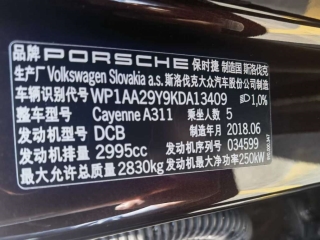 品牌 PORSCHE 保时捷 制造国 斯洛伐克
生产厂 Volkswagen Slovakia a.s. 斯洛伐克大众汽车股份公司制造
车辆识别代号 WP1AA29Y9KDA13409 1,0%
整车型号 Cayenne A311 乘坐人数 5
发动机型号 DCB 制造年月 2018.06
发动机排量 2995cc 发动机序列号 034599
最大允许总质量 2830kg 发动机最大净功率 250kW